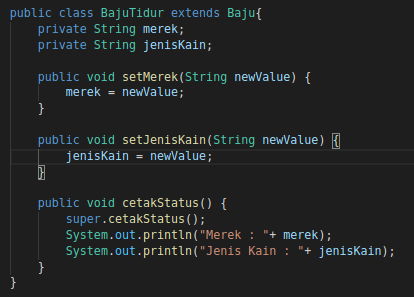 public class BajuTidur extends Baju{
    private String merek;
    private String jenisKain;
    public void setMerek(String newValue) {
        merek = newValue;
    }
    public void setJenisKain(String newValue) {
        jenisKain = newValue;
    }
    public void cetakStatus() {
        super.cetakStatus();
        System.out.println("Merek : "+ merek);
        System.out.println("Jenis Kain : "+ jenisKain);
    }
}